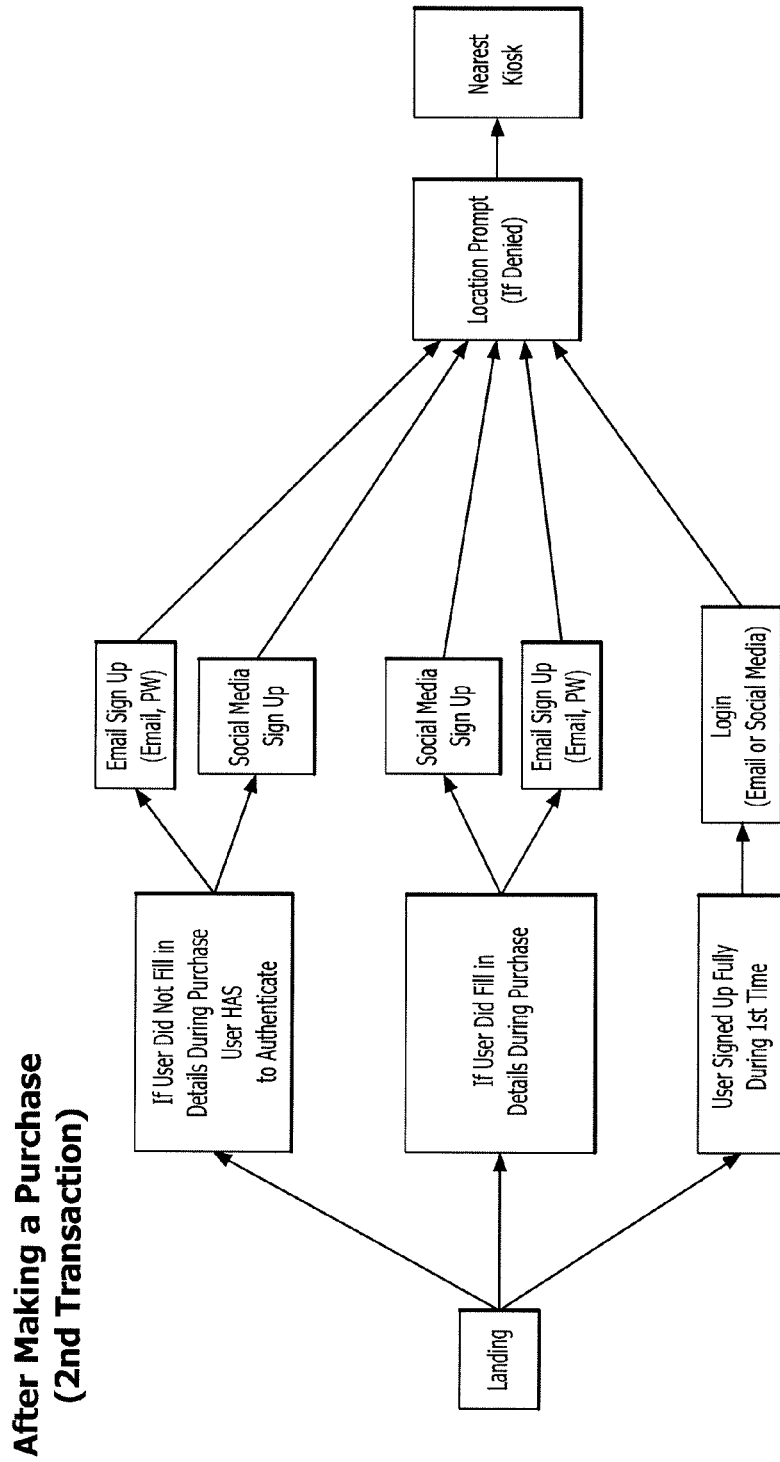 After Making a Purchase
(2nd Transaction)
Landing
If User Did Not Fill in
Details During Purchase
User HAS
to Authenticate
If User Did Fill in
Details During Purchase
User Signed Up Fully
During 1st Time
Email Sign Up
(Email, PW)
Social Media
Sign Up
Social Media
Sign Up
Email Sign Up
(Email, PW)
Login
(Email or Social Media)
Location Prompt
(If Denied)
Nearest
Kiosk